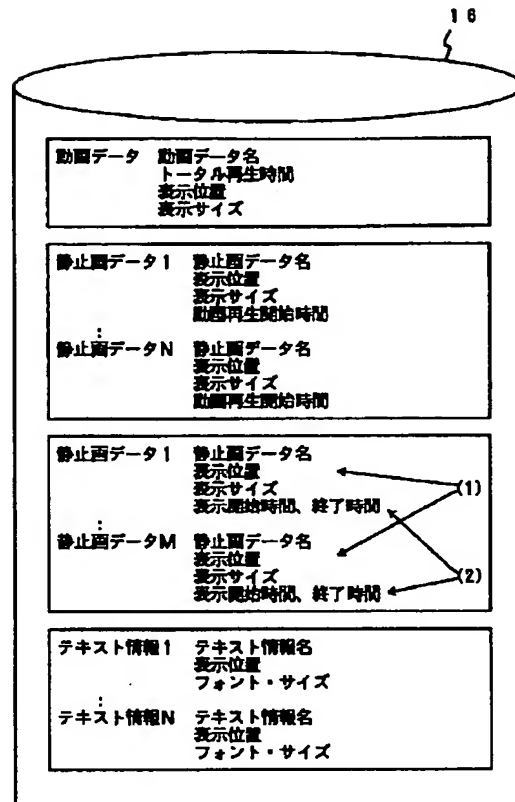 16
動画データ 動画データ名
トータル再生時間
表示位置
表示サイズ
静止画データ1 静止画データ名
表示位置
表示サイズ
動画再生開始時間
⋮
静止画データN 静止画データ名
表示位置
表示サイズ
動画再生開始時間
静止画データ1 静止画データ名
表示位置
(1)
表示サイズ
表示開始時間、終了時間
⋮
静止画データM 静止画データ名
表示位置
表示サイズ
(2)
表示開始時間、終了時間
テキスト情報1 テキスト情報名
表示位置
フォント・サイズ
⋮
テキスト情報N テキスト情報名
表示位置
フォント・サイズ